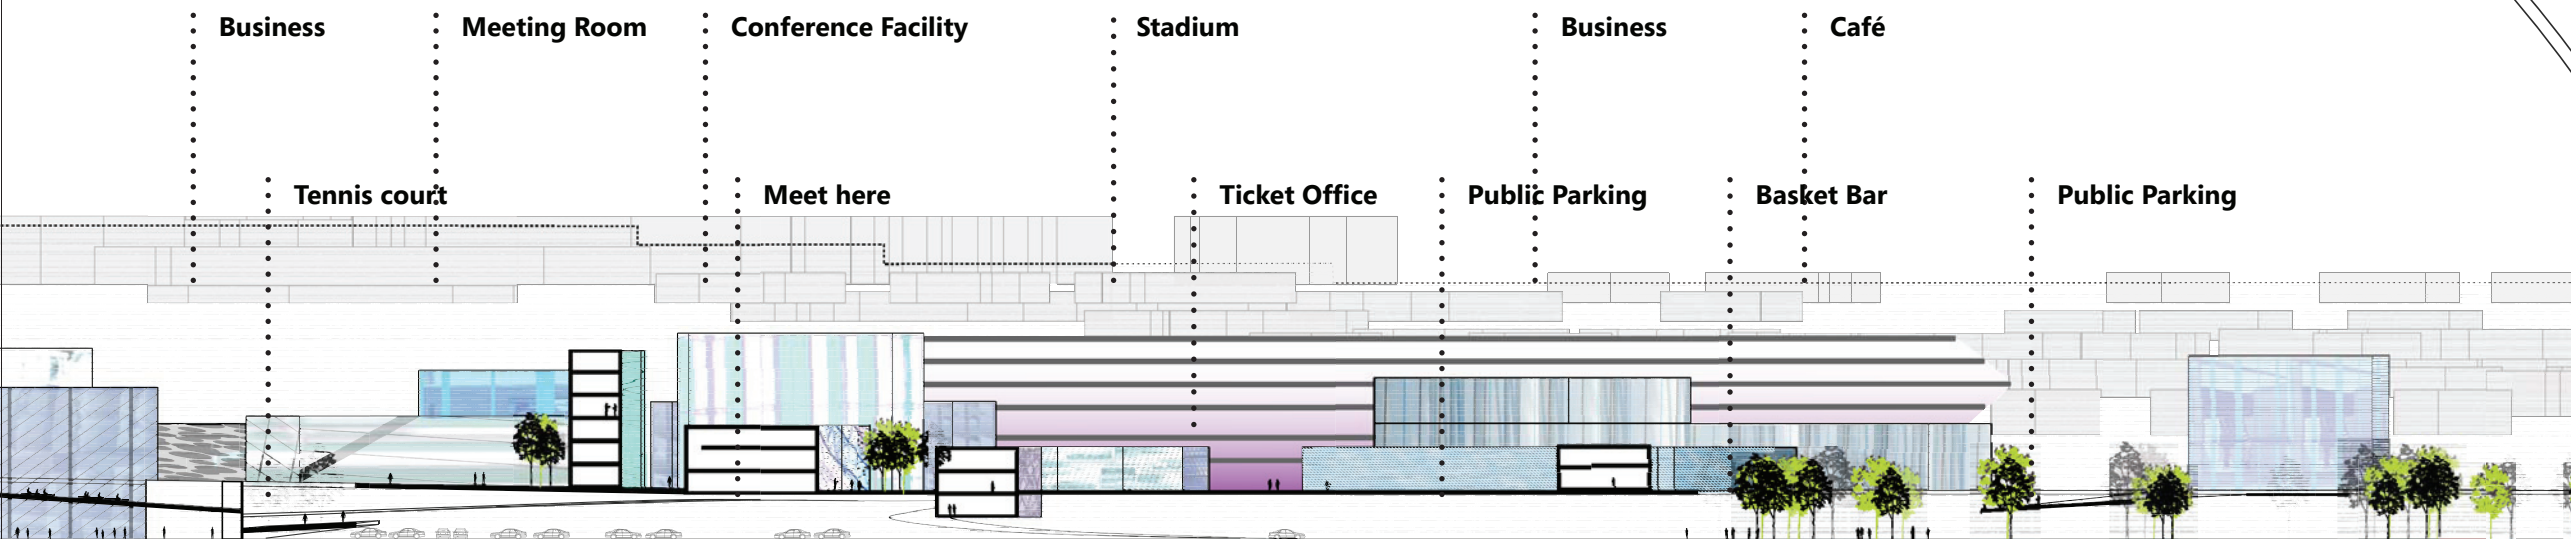 Business
Meeting Room
Conference Facility
Stadium
Business
Café
Tennis court
Meet here
Ticket Office
Public Parking
Basket Bar
Public Parking